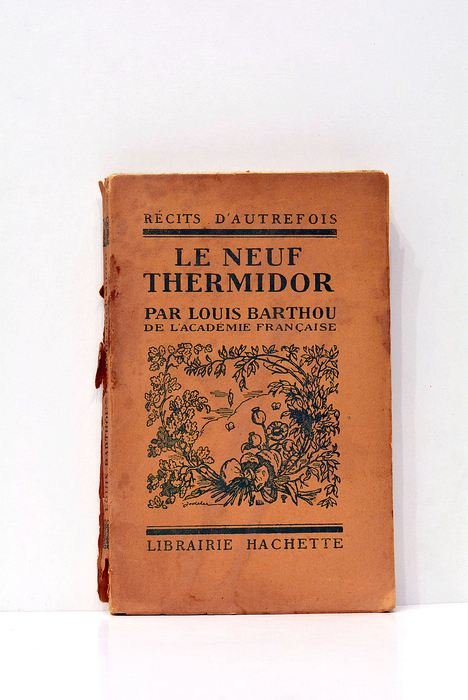 RÉCITS D'AUTREFOIS
LE NEUF
THERMIDOR
PAR LOUIS BARTHOU
DE L'ACADÉMIE FRANÇAISE
LIBRAIRIE HACHETTE